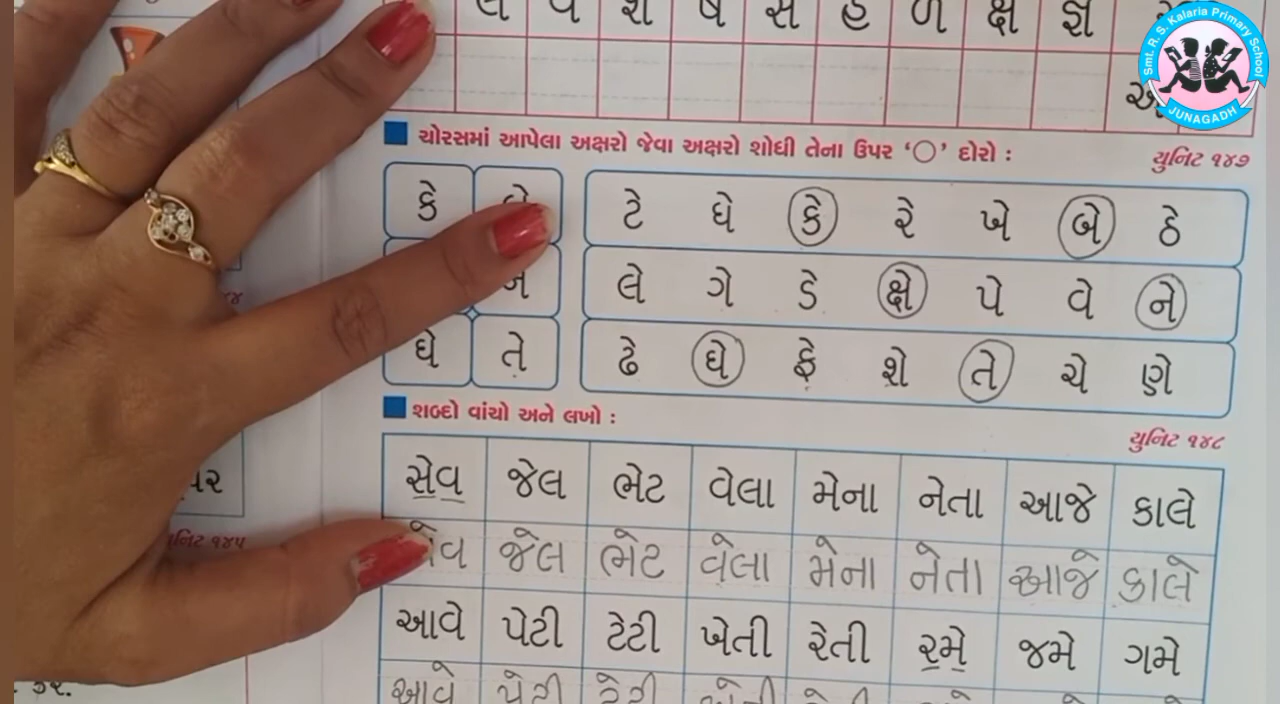 વ શ ષ સ હ ળ ક્ષ જ્ઞ
Smt. R. S. Kalaria Primary School
JUNAGADH
ચોરસમાં આપેલા અક્ષરો જેવા અક્ષરો શોધી તેના ઉપર ‘○’ દોરો : યુનિટ ૧૪૭
કે ટે ઘે કે રે ખે બે ઠે
લે ગે ડે ક્ષે પે વે ને
ઘે તે ઢે ઘે ફે શે તે ચે ણે
શબ્દો વાંચો અને લખો : યુનિટ ૧૪૮
સેવ જેલ ભેટ વેલા મેના નેતા આજે કાલે
જેલ ભેટ વેલા મેના નેતા આજે કાલે
આવે પેટી ટેટી ખેતી રેતી રમે જમે ગમે
આવે પેટી ટેટી